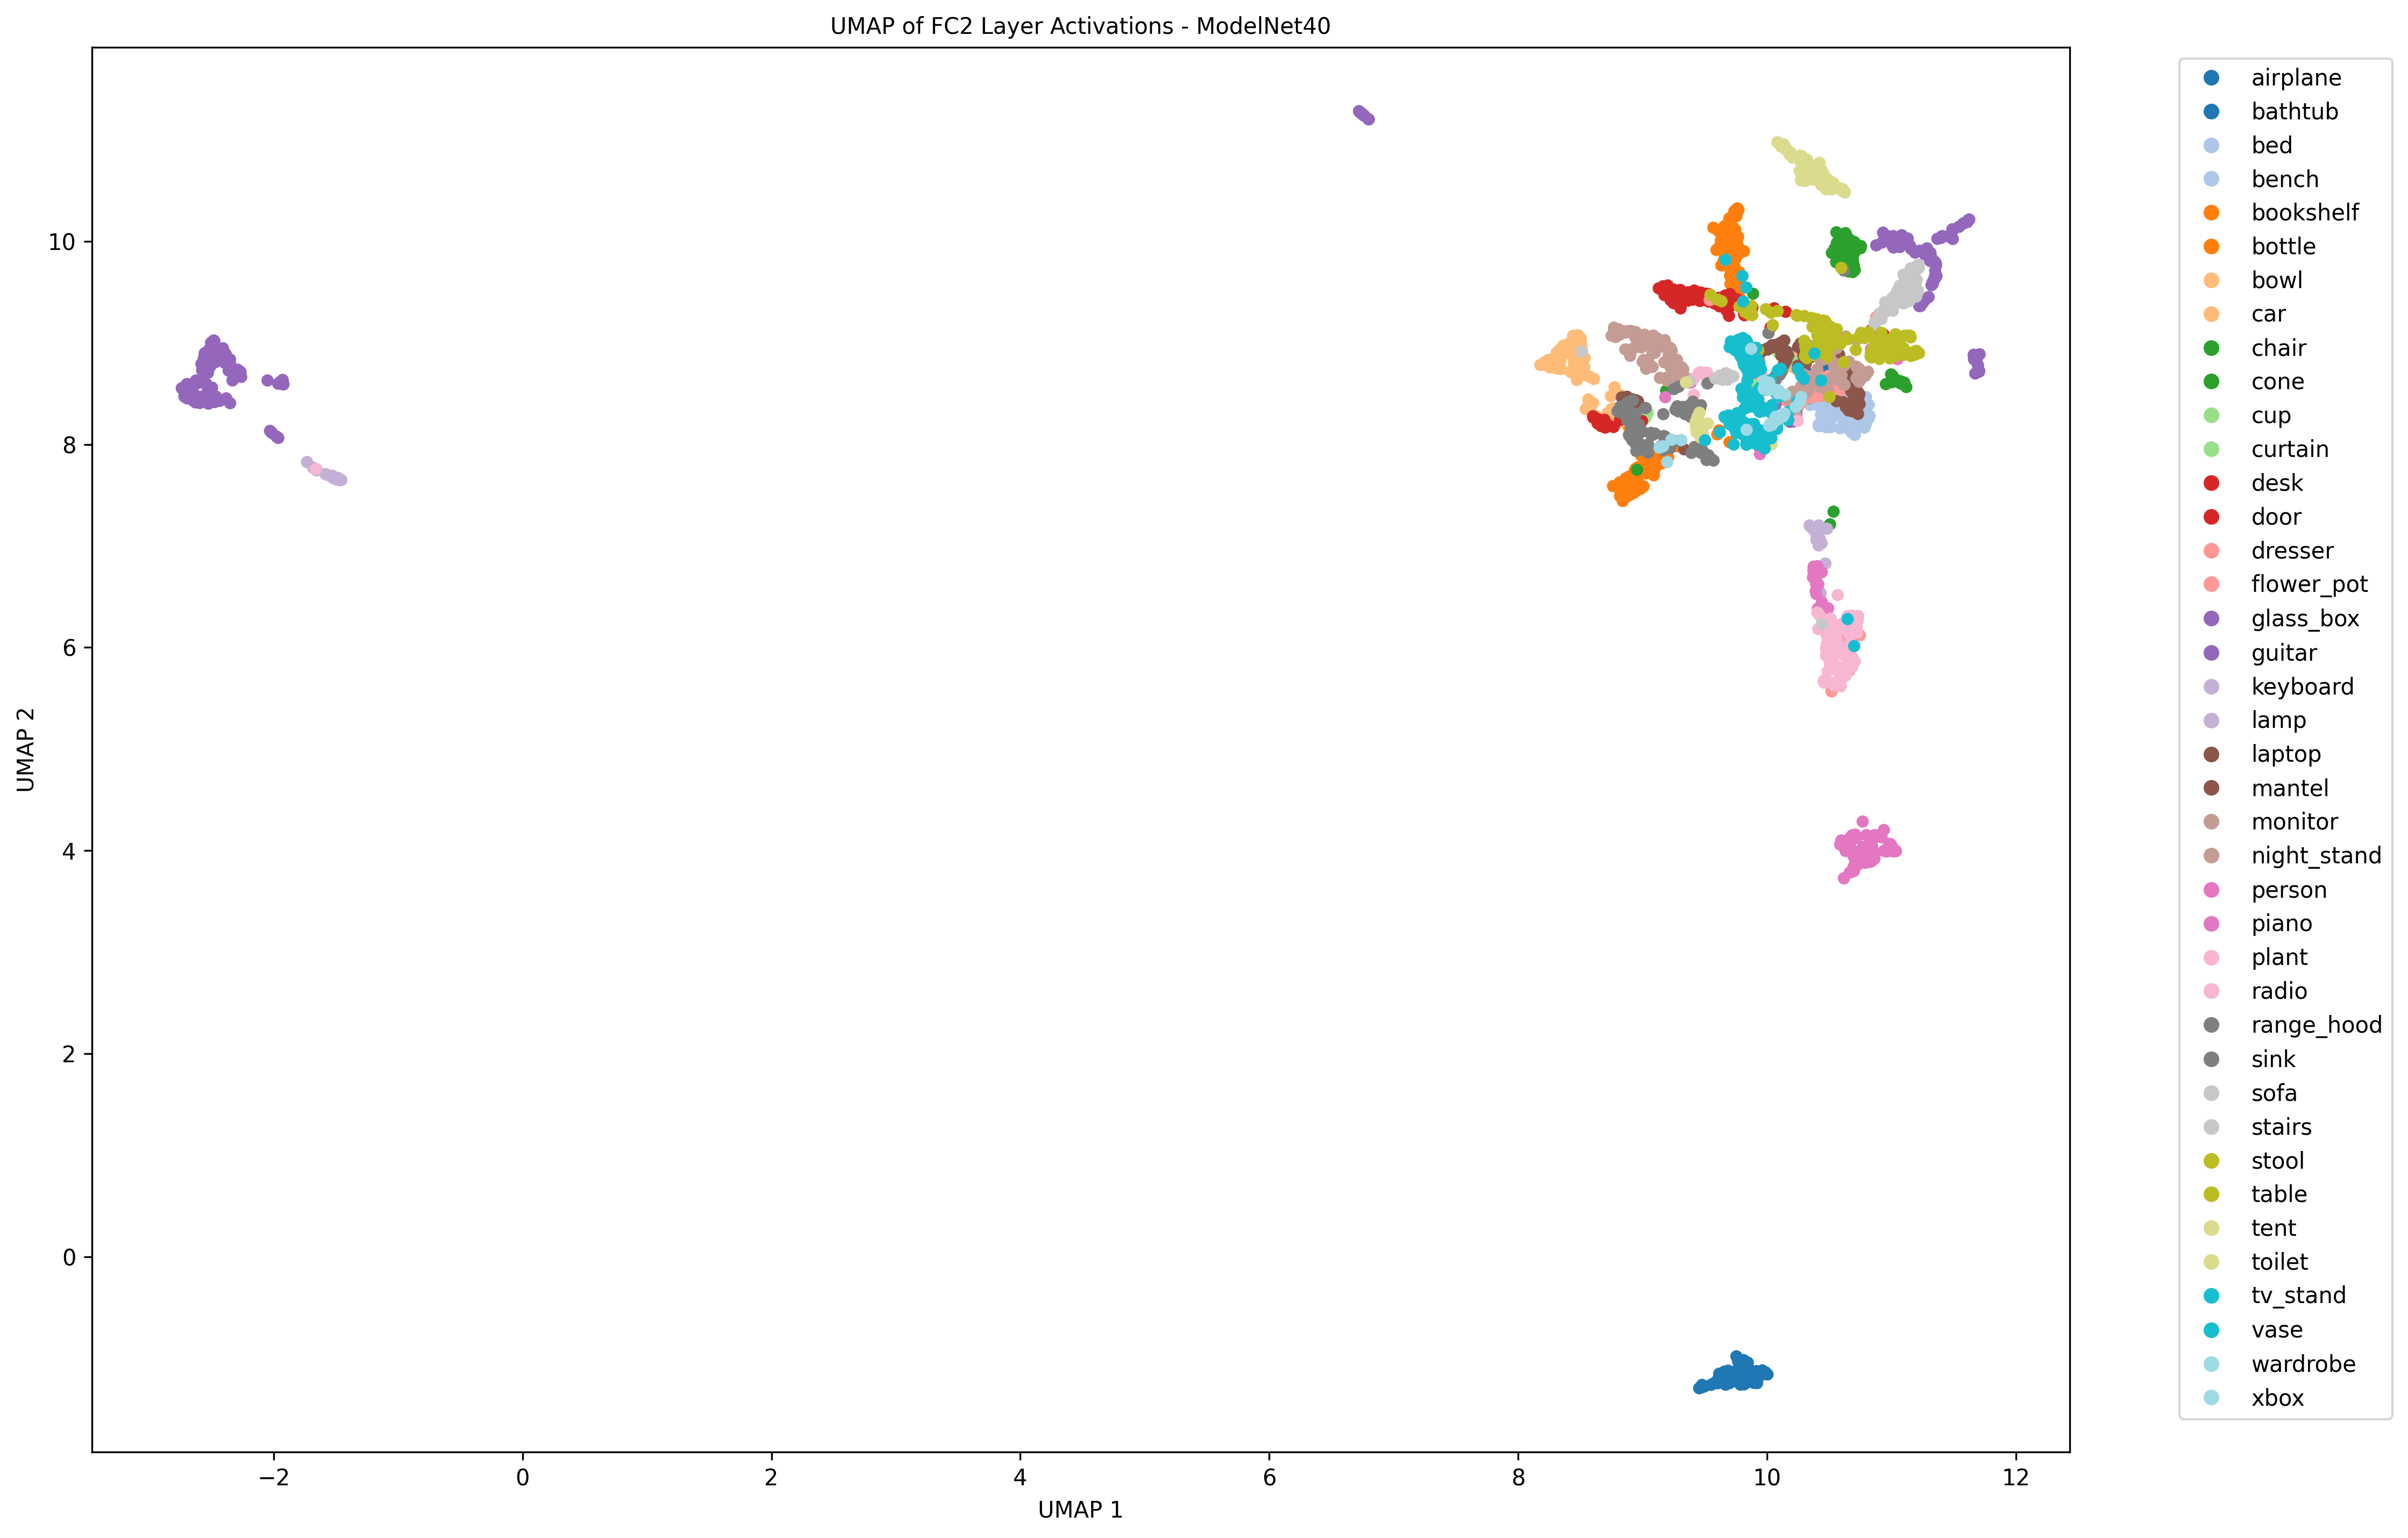 UMAP of FC2 Layer Activations - ModelNet40
10
8
6
4
2
0
UMAP 2
−2
0
2
4
6
8
10
12
UMAP 1
airplane
bathtub
bed
bench
bookshelf
bottle
bowl
car
chair
cone
cup
curtain
desk
door
dresser
flower_pot
glass_box
guitar
keyboard
lamp
laptop
mantel
monitor
night_stand
person
piano
plant
radio
range_hood
sink
sofa
stairs
stool
table
tent
toilet
tv_stand
vase
wardrobe
xbox